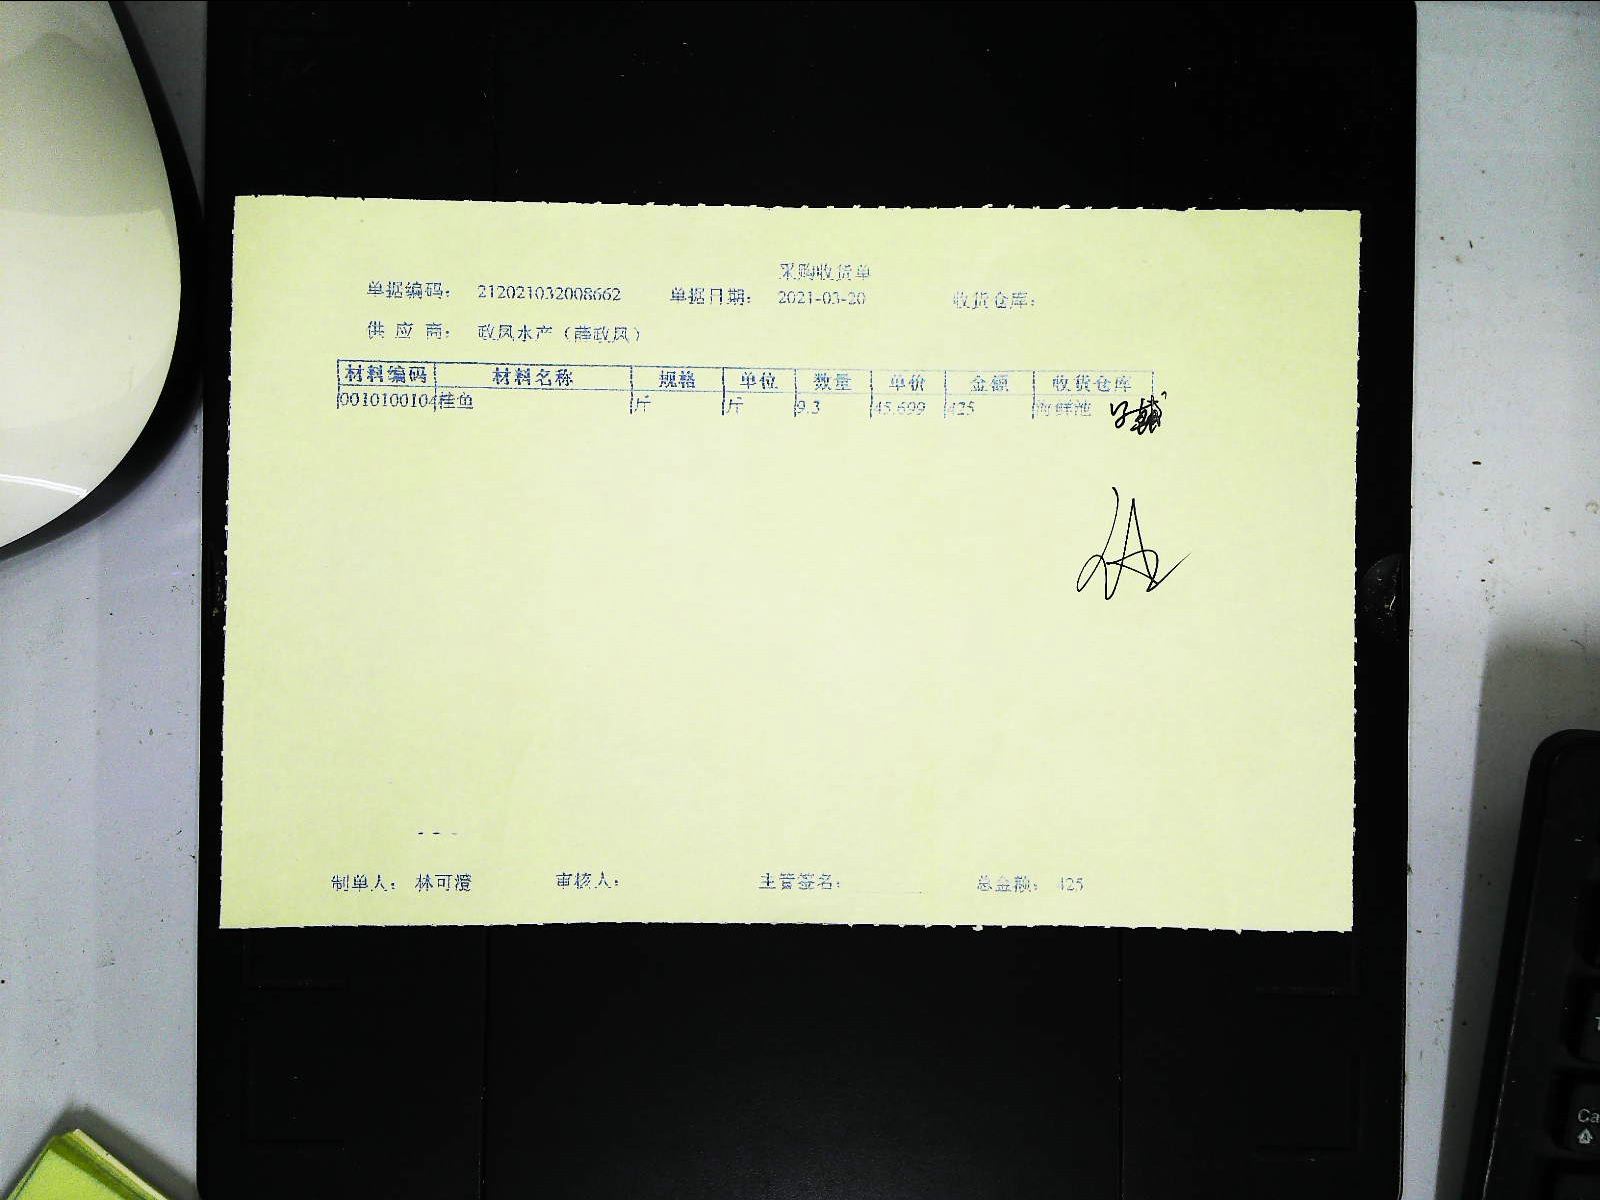 采购收货单
单据编码： 212021032008662 单据日期： 2021-03-20 收货仓库：
供 应 商： 政凤水产（薛政凤）
材料编码 材料名称 规格 单位 数量 单价 金额 收货仓库
0010100104 桂鱼 斤 斤 9.3 45.699 425 海鲜池
制单人： 林可澄 审核人： 主管签名： 总金额： 425